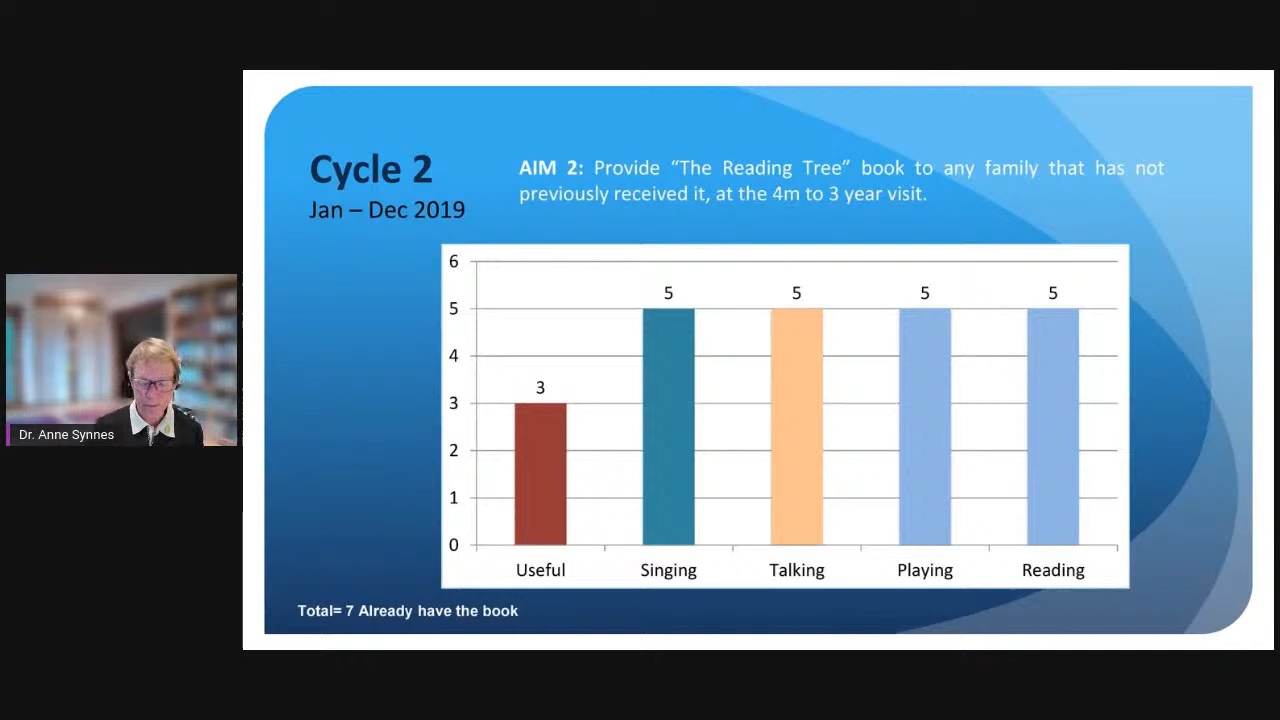 Cycle 2
Jan – Dec 2019
AIM 2: Provide “The Reading Tree” book to any family that has not
previously received it, at the 4m to 3 year visit.
6
5
4
3
2
1
0
3
5
5
5
5
Useful
Singing
Talking
Playing
Reading
Total= 7 Already have the book
Dr. Anne Synnes